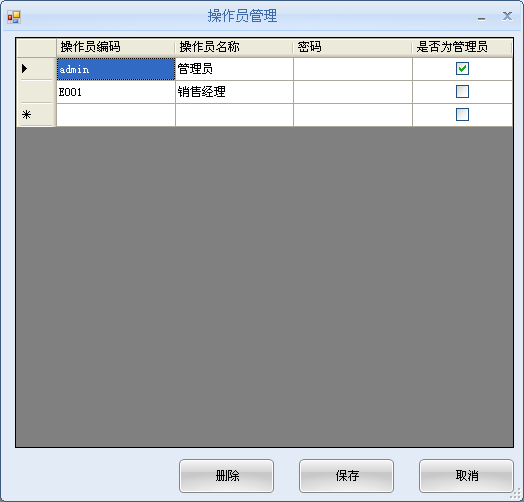 操作员管理
操作员编码 操作员名称 密码 是否为管理员
admin 管理员
E001 销售经理
删除 保存 取消